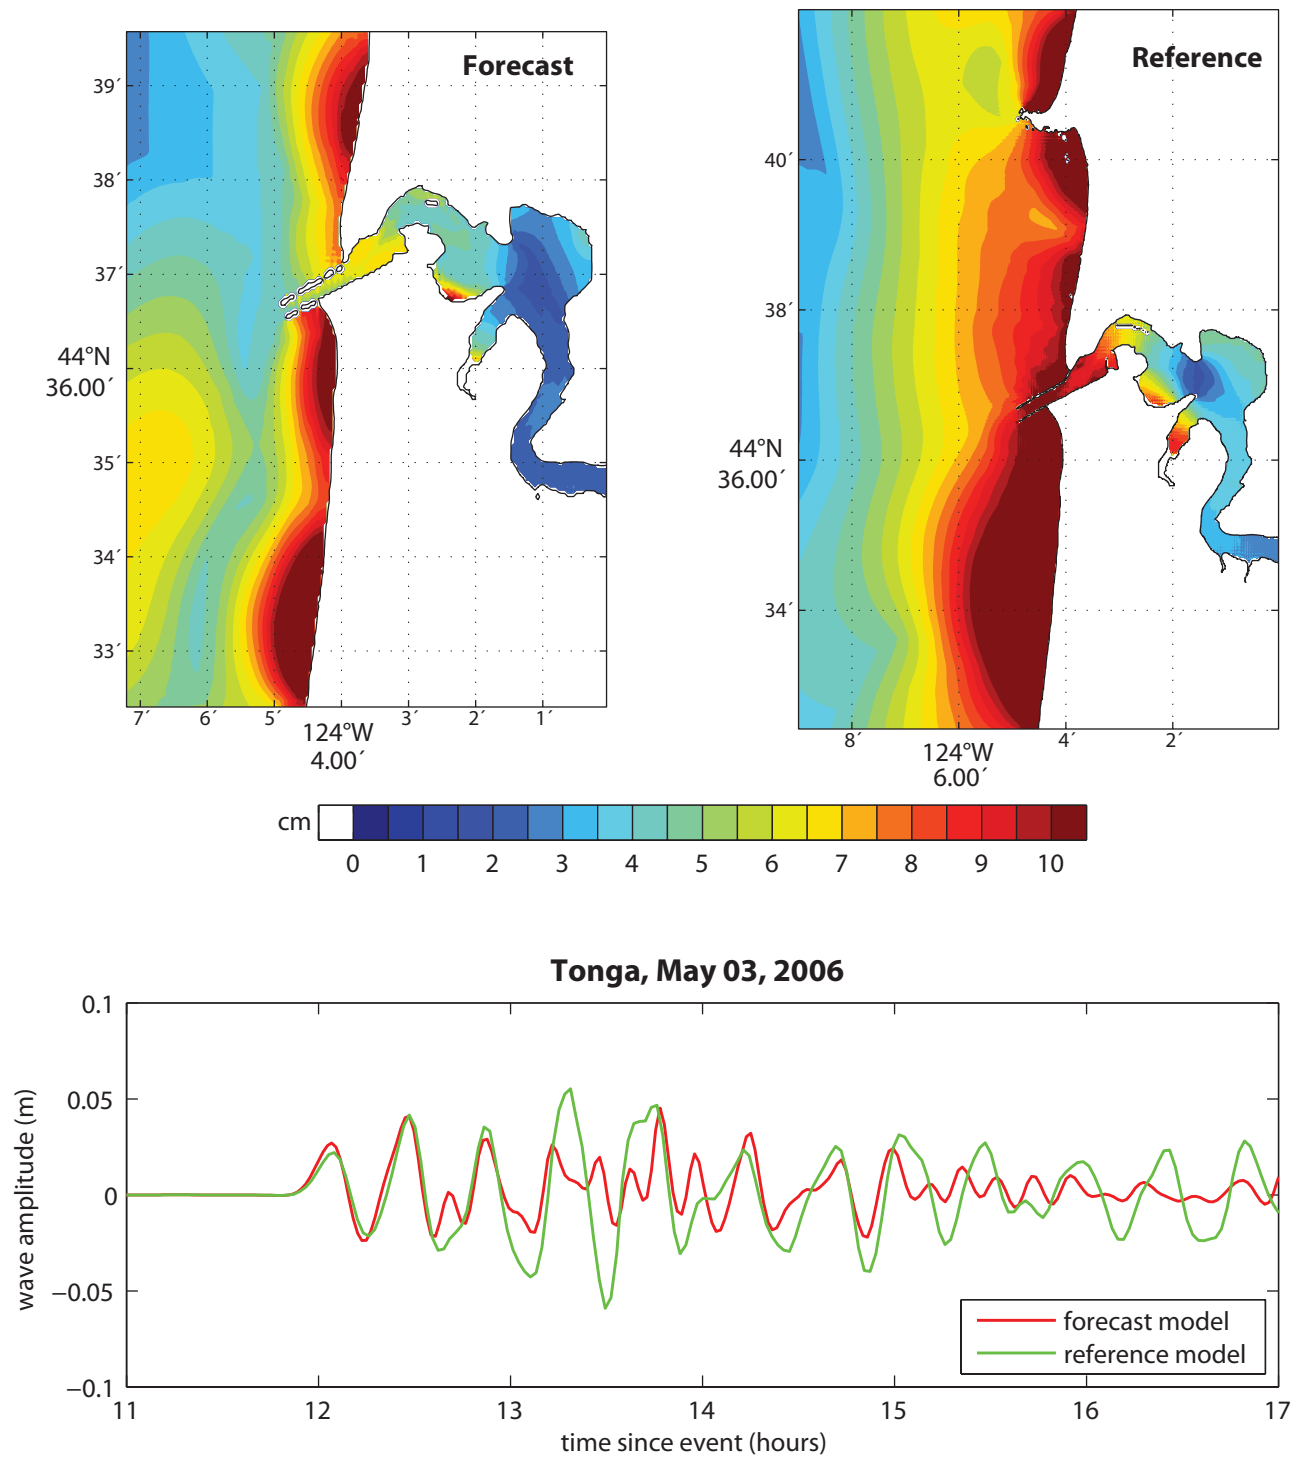 Forecast
39´
38´
37´
44°N
36.00´
35´
34´
33´
7´ 6´ 5´ 124°W 3´ 2´ 1´
4.00´
Reference
40´
38´
44°N
36.00´
34´
8´ 124°W 4´ 2´
6.00´
cm
0 1 2 3 4 5 6 7 8 9 10
Tonga, May 03, 2006
wave amplitude (m)
0.1
0.05
0
−0.05
−0.1
forecast model
reference model
11 12 13 14 15 16 17
time since event (hours)